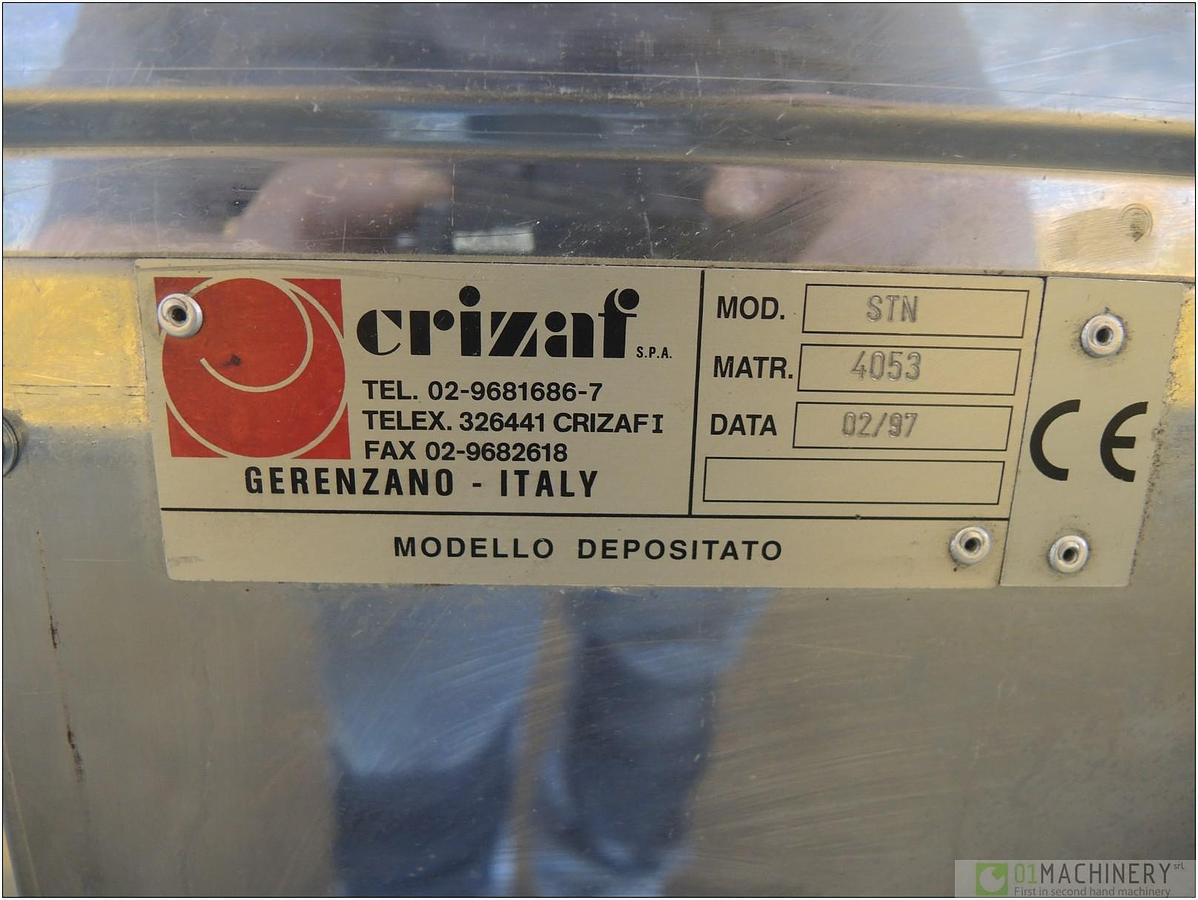 crizaf S.P.A.
TEL. 02-9681686-7
TELEX. 326441 CRIZAF I
FAX 02-9682618
GERENZANO - ITALY
MOD. STN
MATR. 4053
DATA 02/97
CE
MODELLO DEPOSITATO
01MACHINERY srl
First in second hand machinery